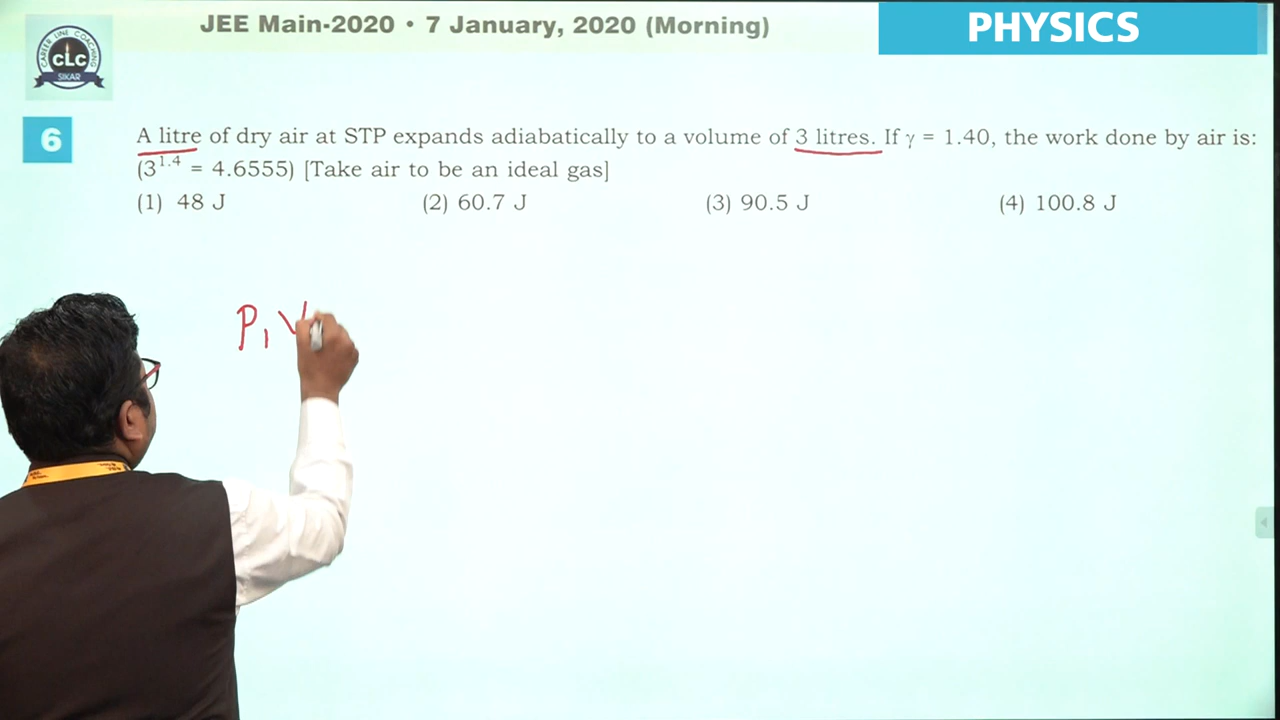 JEE Main-2020 • 7 January, 2020 (Morning)
PHYSICS
CAREER LINE COACHING
CLC
SIKAR
6
A litre of dry air at STP expands adiabatically to a volume of 3 litres. If γ = 1.40, the work done by air is:
(3^1.4 = 4.6555) [Take air to be an ideal gas]
(1) 48 J (2) 60.7 J (3) 90.5 J (4) 100.8 J
P₁ V